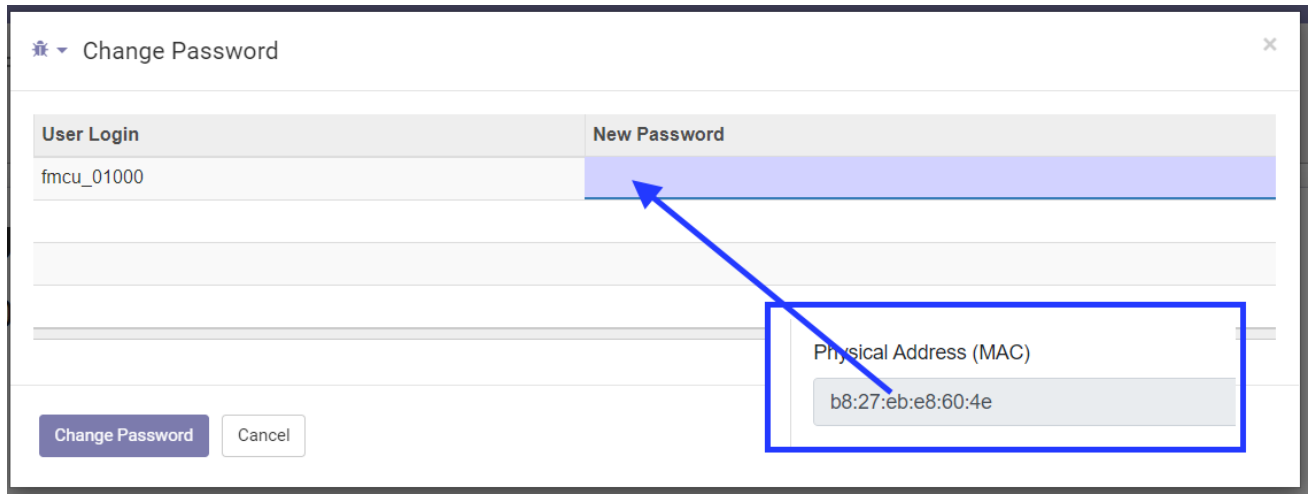 Change Password
×
User Login New Password
fmcu_01000
Physical Address (MAC)
b8:27:eb:e8:60:4e
Change Password Cancel